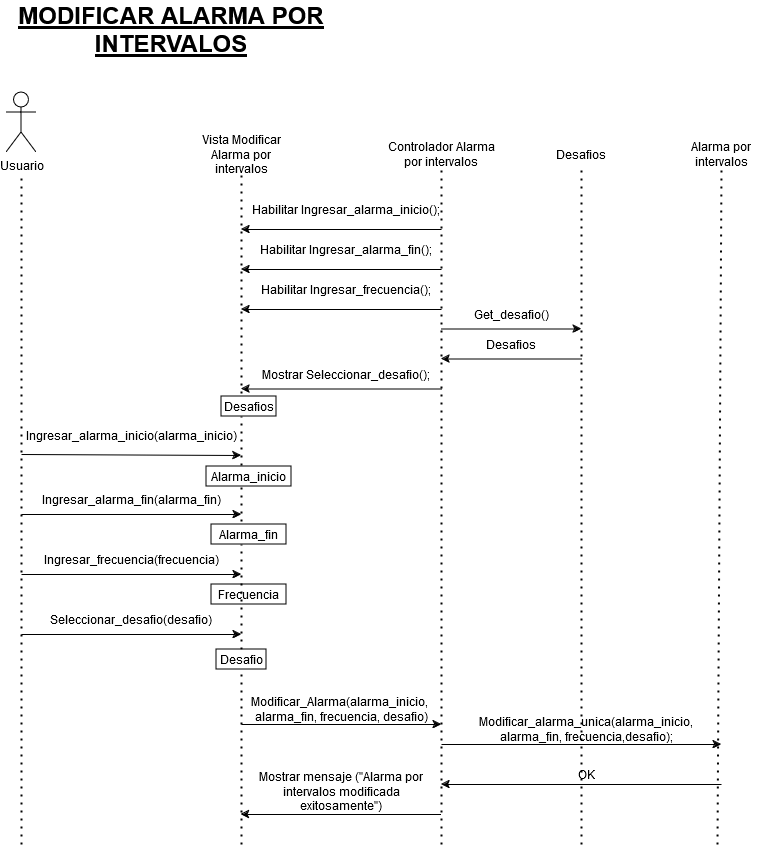 MODIFICAR ALARMA POR
INTERVALOS
Usuario
Vista Modificar
Alarma por
intervalos
Controlador Alarma
por intervalos
Desafios
Alarma por
intervalos
Habilitar Ingresar_alarma_inicio();
Habilitar Ingresar_alarma_fin();
Habilitar Ingresar_frecuencia();
Get_desafio()
Desafios
Mostrar Seleccionar_desafio();
Desafios
Ingresar_alarma_inicio(alarma_inicio)
Alarma_inicio
Ingresar_alarma_fin(alarma_fin)
Alarma_fin
Ingresar_frecuencia(frecuencia)
Frecuencia
Seleccionar_desafio(desafio)
Desafio
Modificar_Alarma(alarma_inicio,
alarma_fin, frecuencia, desafio)
Modificar_alarma_unica(alarma_inicio,
alarma_fin, frecuencia,desafio);
OK
Mostrar mensaje ("Alarma por
intervalos modificada
exitosamente")